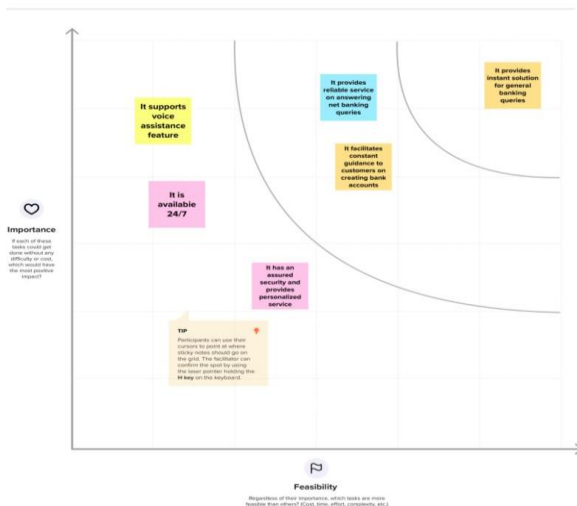 It provides
instant solution
for general
banking
queries
It provides
reliable service
on answering
net banking
queries
It supports
voice
assistance
feature
It facilitates
constant
guidance to
customers on
creating bank
accounts
It is
available
24/7
Importance
If each of these
tasks could get
done without any
difficulty or cost,
which would have
the most positive
impact?
It has an
assured
security and
provides
personalized
service
TIP
Participants can use their
cursors to point at where
sticky notes should go on
the grid. The facilitator can
confirm the spot by using
the laser pointer holding the
H key on the keyboard.
Feasibility
Regardless of their importance, which tasks are more
feasible than others? (Cost, time, effort, complexity, etc.)